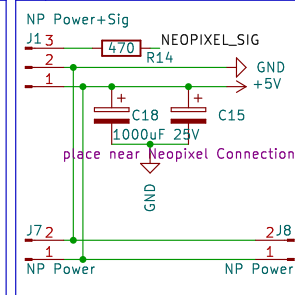 NP Power+Sig
J1 3 470 NEOPIXEL_SIG
R14
2 GND
1 +5V
+ +
C18 C15
1000uF 25V
place near Neopixel Connection
GND
J7 2 2 J8
1 1
NP Power NP Power